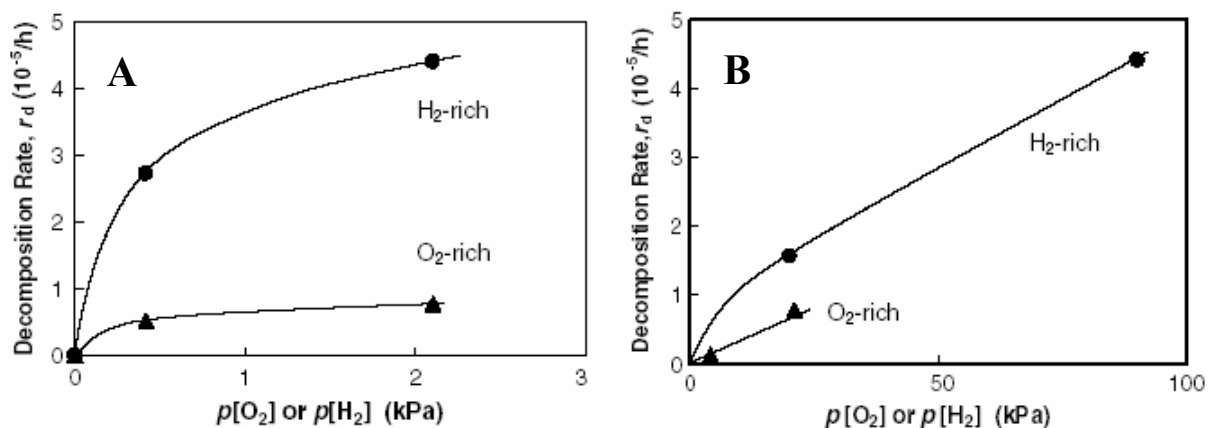 A
Decomposition Rate, r_d (10⁻⁵/h)
5
4
3
2
1
0
H₂-rich
O₂-rich
0 1 2 3
p[O₂] or p[H₂] (kPa)
B
Decomposition Rate, r_d (10⁻⁵/h)
5
4
3
2
1
0
H₂-rich
O₂-rich
0 50 100
p[O₂] or p[H₂] (kPa)